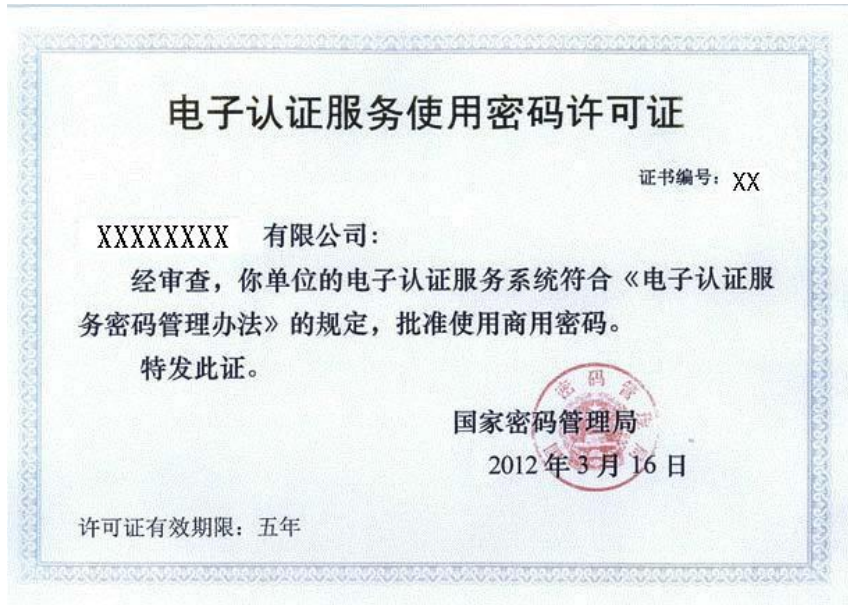 电子认证服务使用密码许可证
证书编号：XX
XXXXXXXX 有限公司：
经审查，你单位的电子认证服务系统符合《电子认证服
务密码管理办法》的规定，批准使用商用密码。
特发此证。
国家密码管理局
2012年3月16日
许可证有效期限：五年